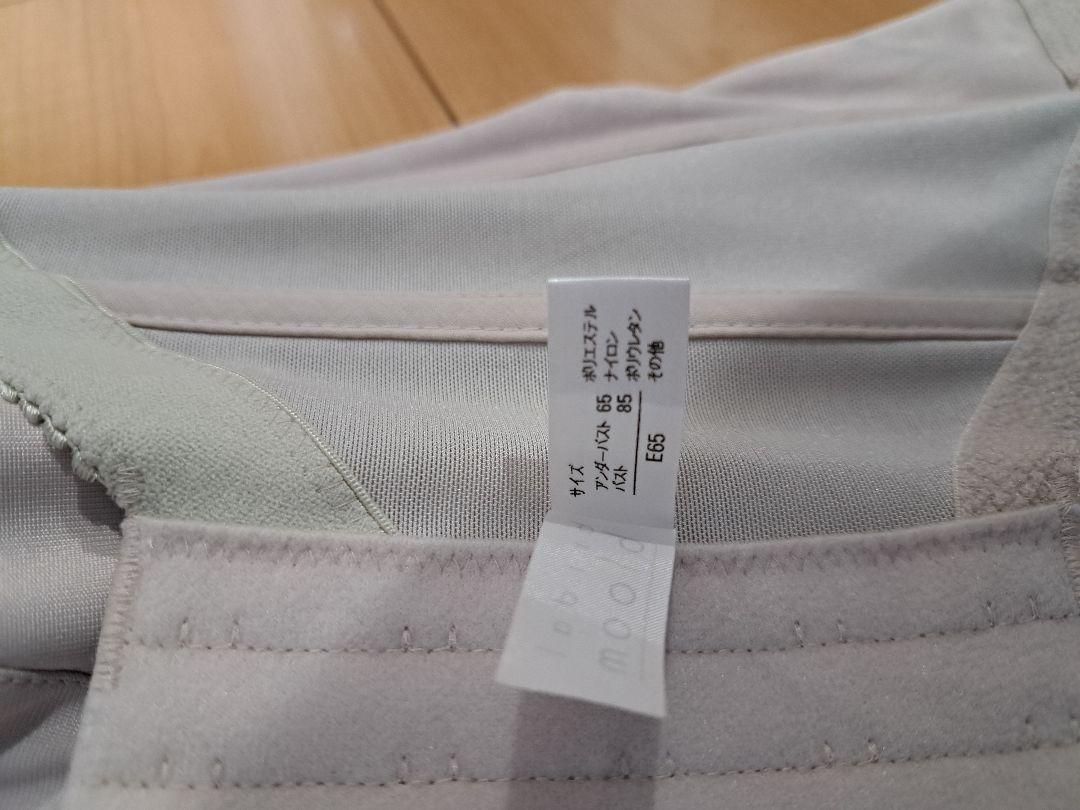 サイズ
アンダーバスト 65
バスト 85
E65
ポリエステル
ナイロン
ポリウレタン
その他